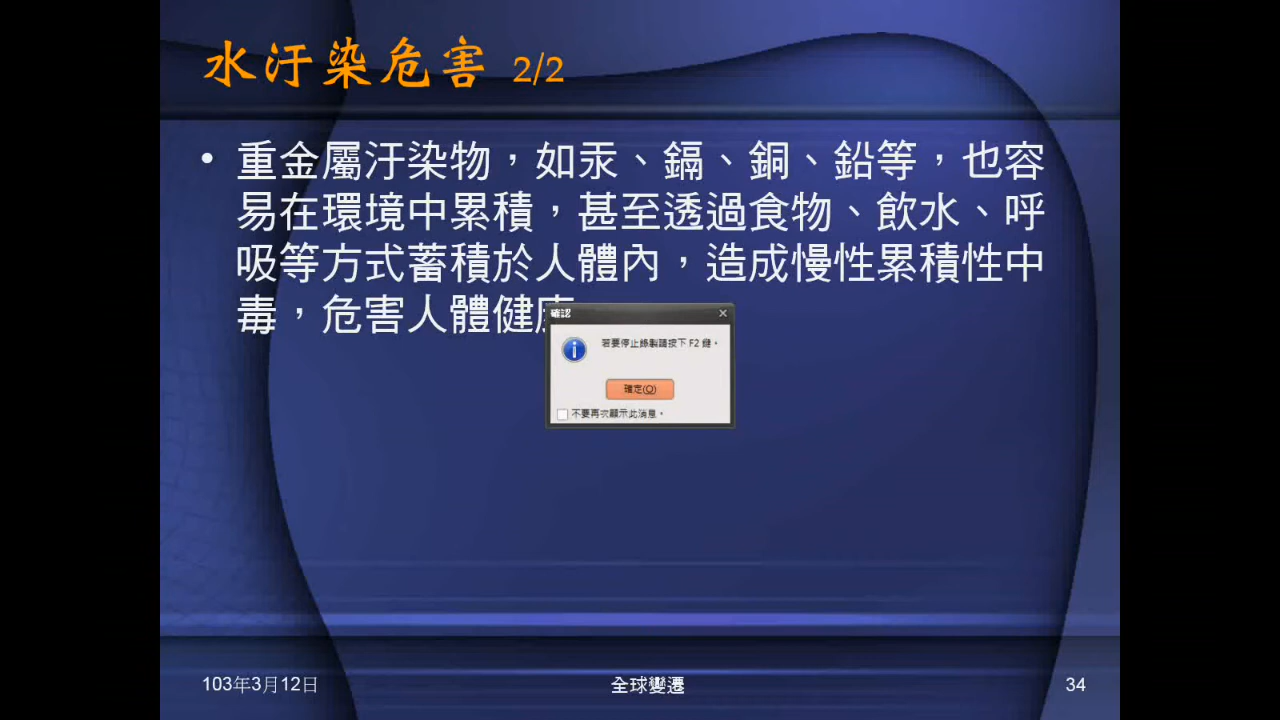 水汙染危害 2/2
• 重金屬汙染物，如汞、鎘、銅、鉛等，也容
易在環境中累積，甚至透過食物、飲水、呼
吸等方式蓄積於人體內，造成慢性累積性中
毒，危害人體健康
確認
若要停止錄製請按下 F2 鍵。
確定(O)
不要再次顯示此消息。
103年3月12日
全球變遷
34